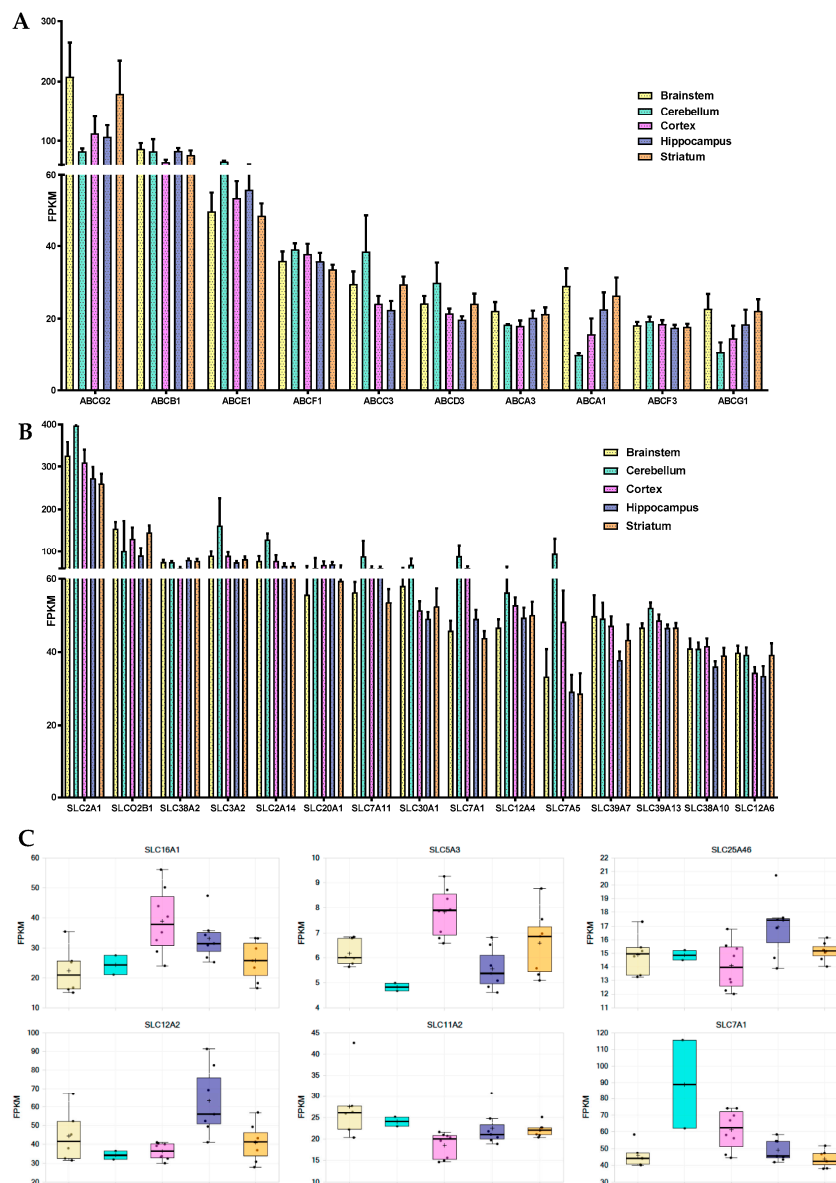 A
300
200
100
60
40
20
0
FPKM
Brainstem
Cerebellum
Cortex
Hippocampus
Striatum
ABCG2 ABCB1 ABCE1 ABCF1 ABCC3 ABCD3 ABCA3 ABCA1 ABCF3 ABCG1
B
400
300
200
100
60
40
20
0
FPKM
Brainstem
Cerebellum
Cortex
Hippocampus
Striatum
SLC2A1 SLCO2B1 SLC38A2 SLC3A2 SLC2A14 SLC20A1 SLC7A11 SLC30A1 SLC7A1 SLC12A4 SLC7A5 SLC39A7 SLC39A13 SLC38A10 SLC12A6
C
SLC16A1
60
50
40
30
20
10
FPKM
SLC5A3
10
9
8
7
6
5
4
FPKM
SLC25A46
22
21
20
19
18
17
16
15
14
13
12
11
FPKM
SLC12A2
100
90
80
70
60
50
40
30
20
FPKM
SLC11A2
45
40
35
30
25
20
15
10
FPKM
SLC7A1
120
110
100
90
80
70
60
50
40
30
FPKM